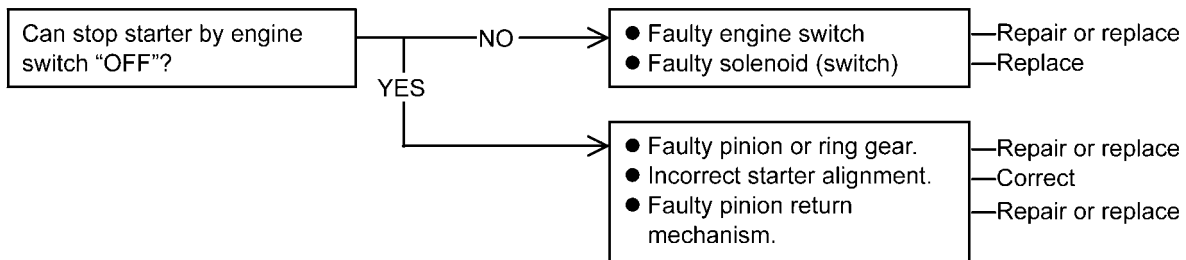 Can stop starter by engine
switch “OFF”?
NO
YES
● Faulty engine switch
● Faulty solenoid (switch)
Repair or replace
Replace
● Faulty pinion or ring gear.
● Incorrect starter alignment.
● Faulty pinion return
mechanism.
Repair or replace
Correct
Repair or replace